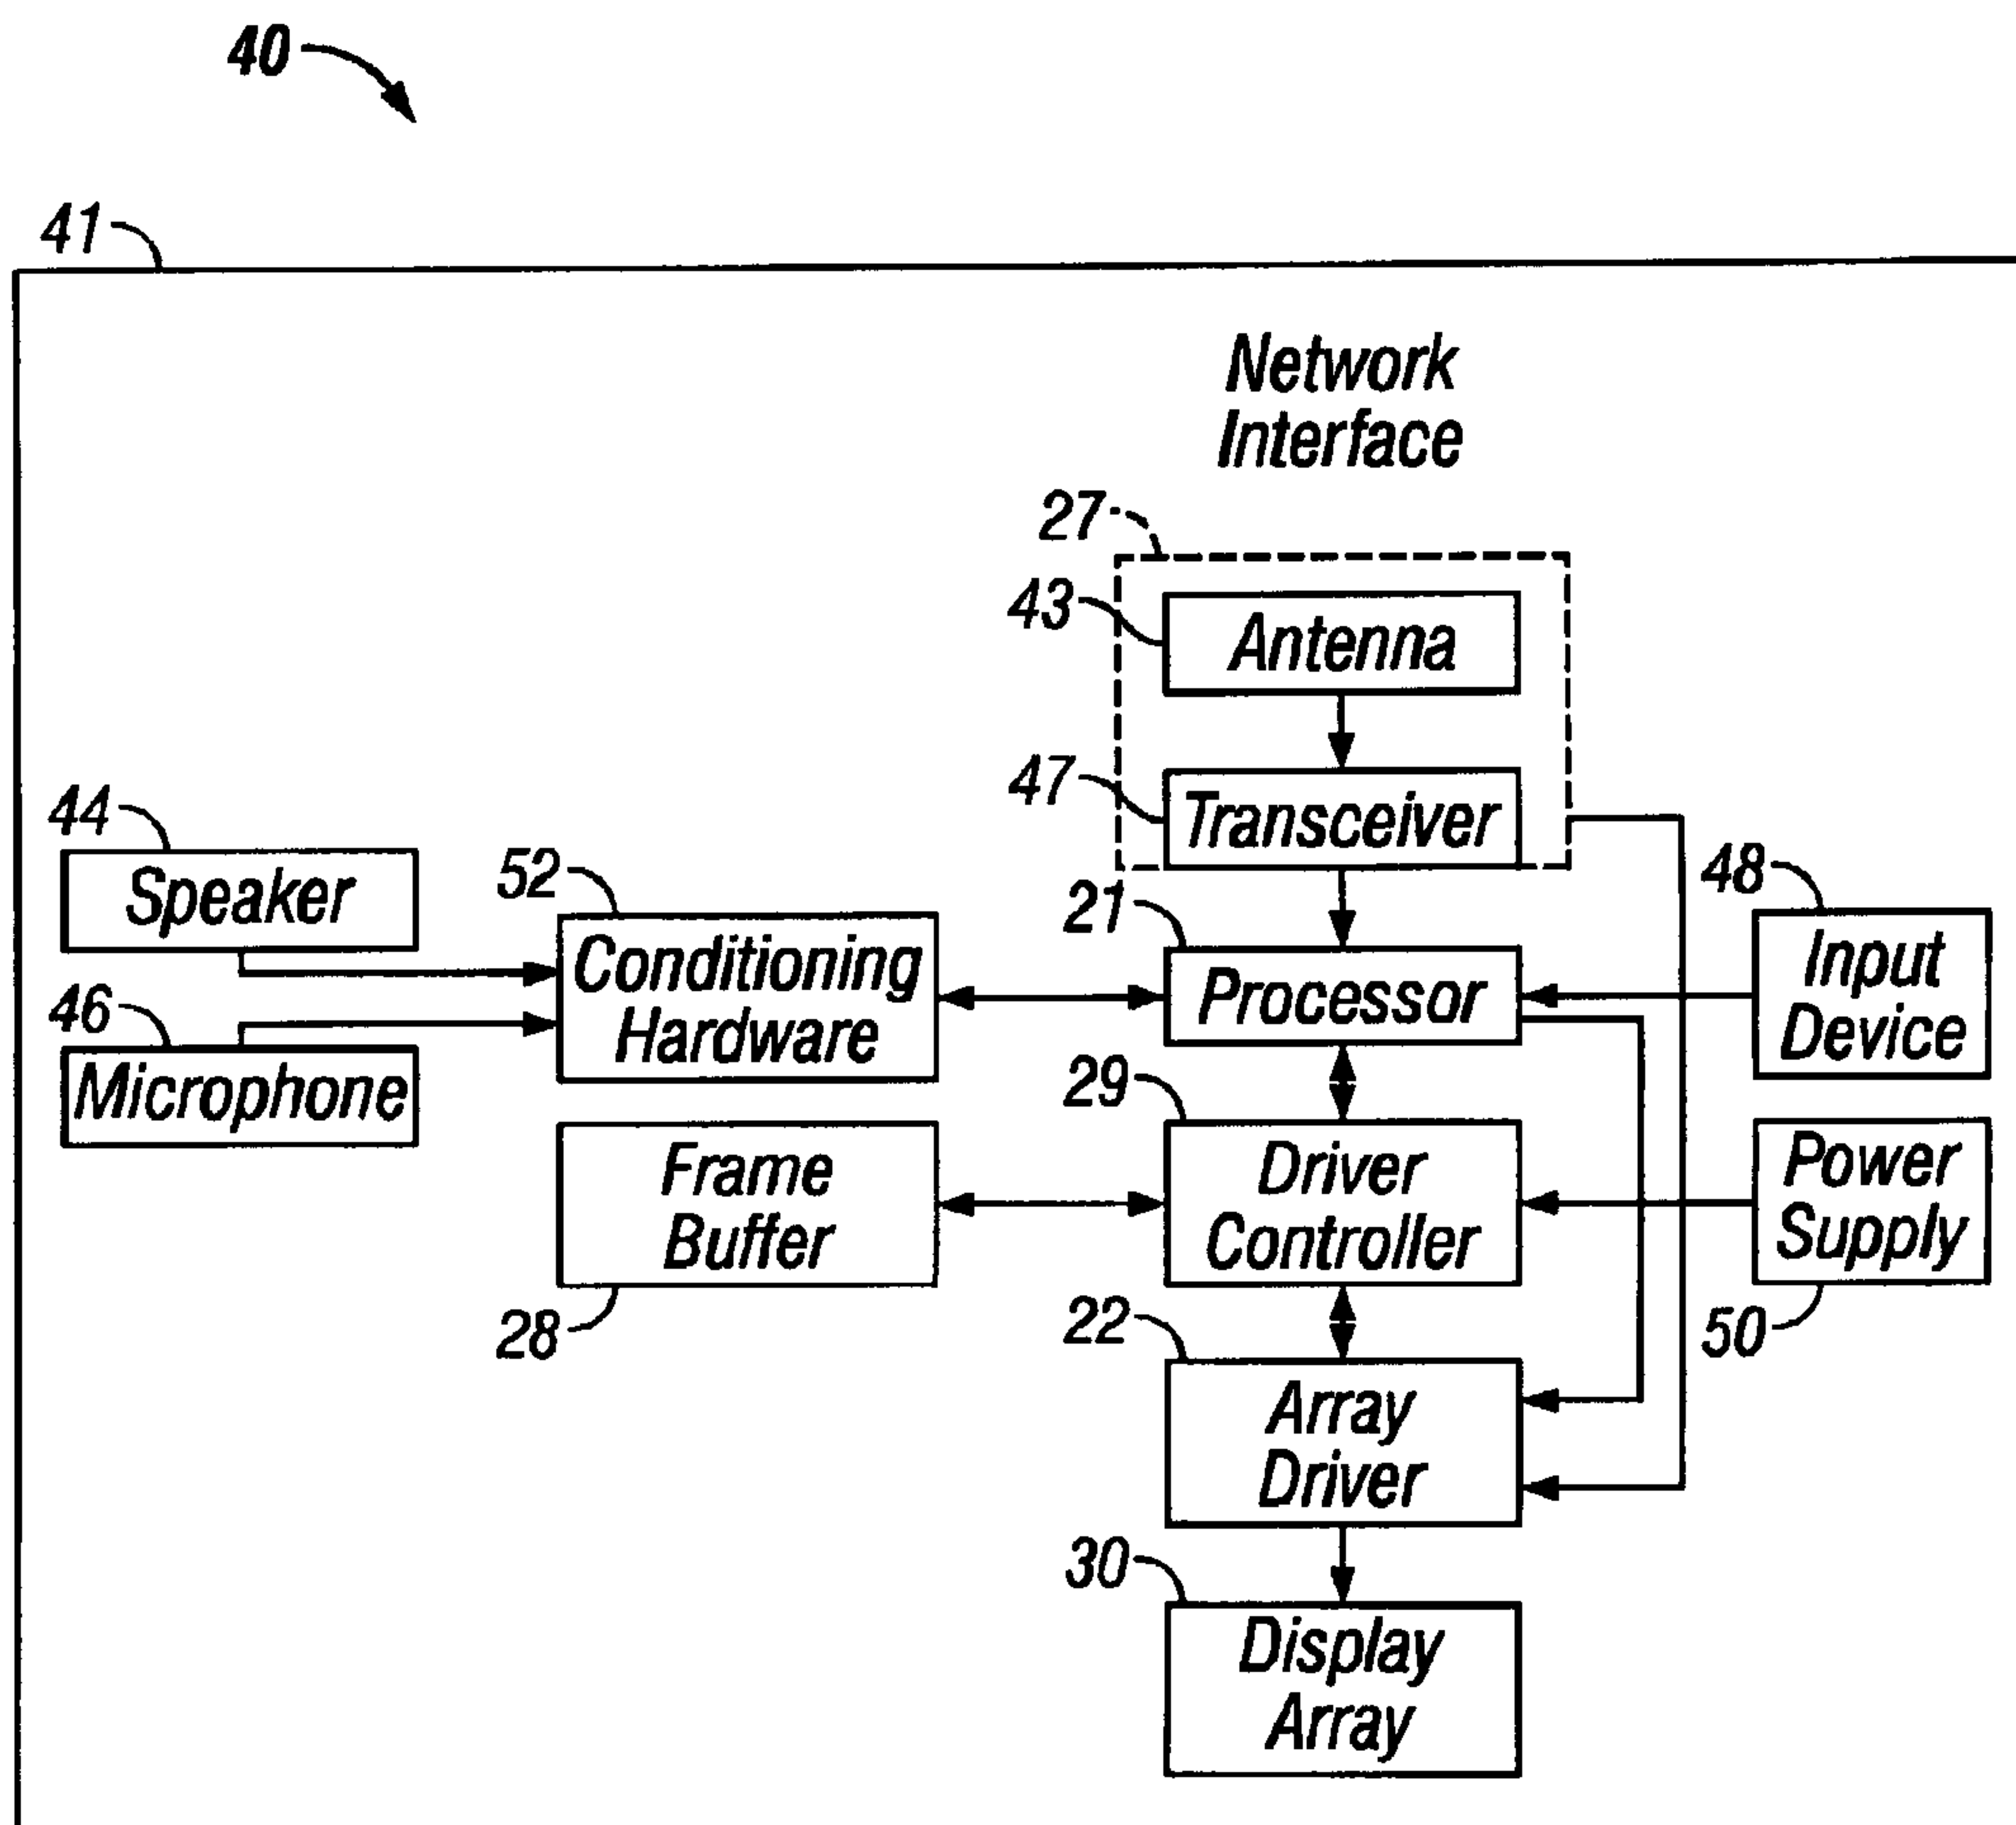 40
41
Network
Interface
27
43
Antenna
47
Transceiver
44
Speaker
52
Conditioning
Hardware
21
Processor
48
Input
Device
46
Microphone
29
Driver
Controller
Frame
Buffer
28
Power
Supply
50
22
Array
Driver
30
Display
Array